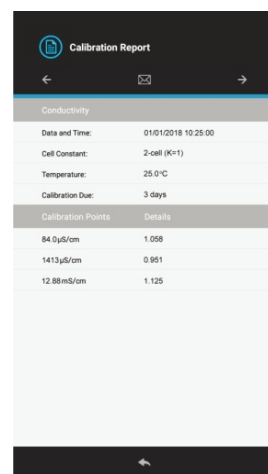 Calibration Report
Conductivity
Data and Time: 01/01/2018 10:25:00
Cell Constant: 2-cell (K=1)
Temperature: 25.0°C
Calibration Due: 3 days
Calibration Points Details
84.0µS/cm 1.058
1413µS/cm 0.951
12.88mS/cm 1.125